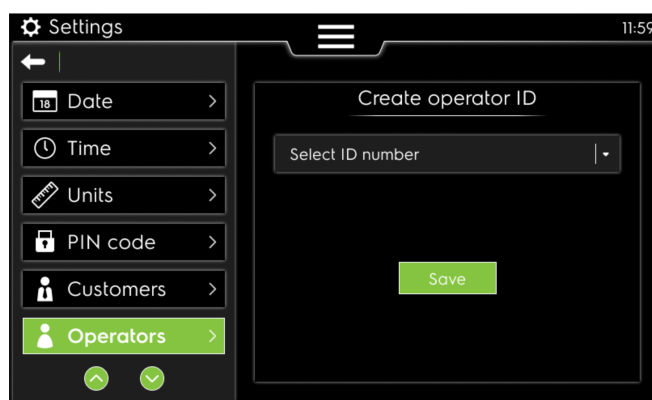 Settings
11:59
18 Date
Time
Units
PIN code
Customers
Operators
Create operator ID
Select ID number
Save